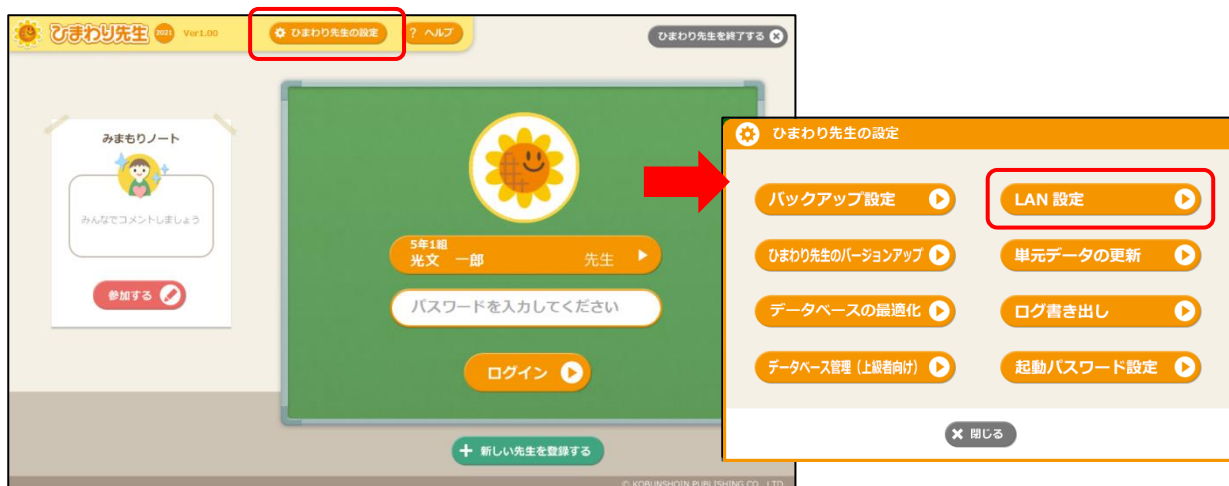 ひまわり先生 2021 Ver1.00
ひまわり先生の設定
? ヘルプ
ひまわり先生を終了する
みまもりノート
みんなでコメントしましょう
参加する
5年1組
光文 一郎 先生
パスワードを入力してください
ログイン
新しい先生を登録する
© KOBUNSHOIN PUBLISHING CO., LTD
ひまわり先生の設定
バックアップ設定
LAN 設定
ひまわり先生のバージョンアップ
単元データの更新
データベースの最適化
ログ書き出し
データベース管理（上級者向け）
起動パスワード設定
閉じる